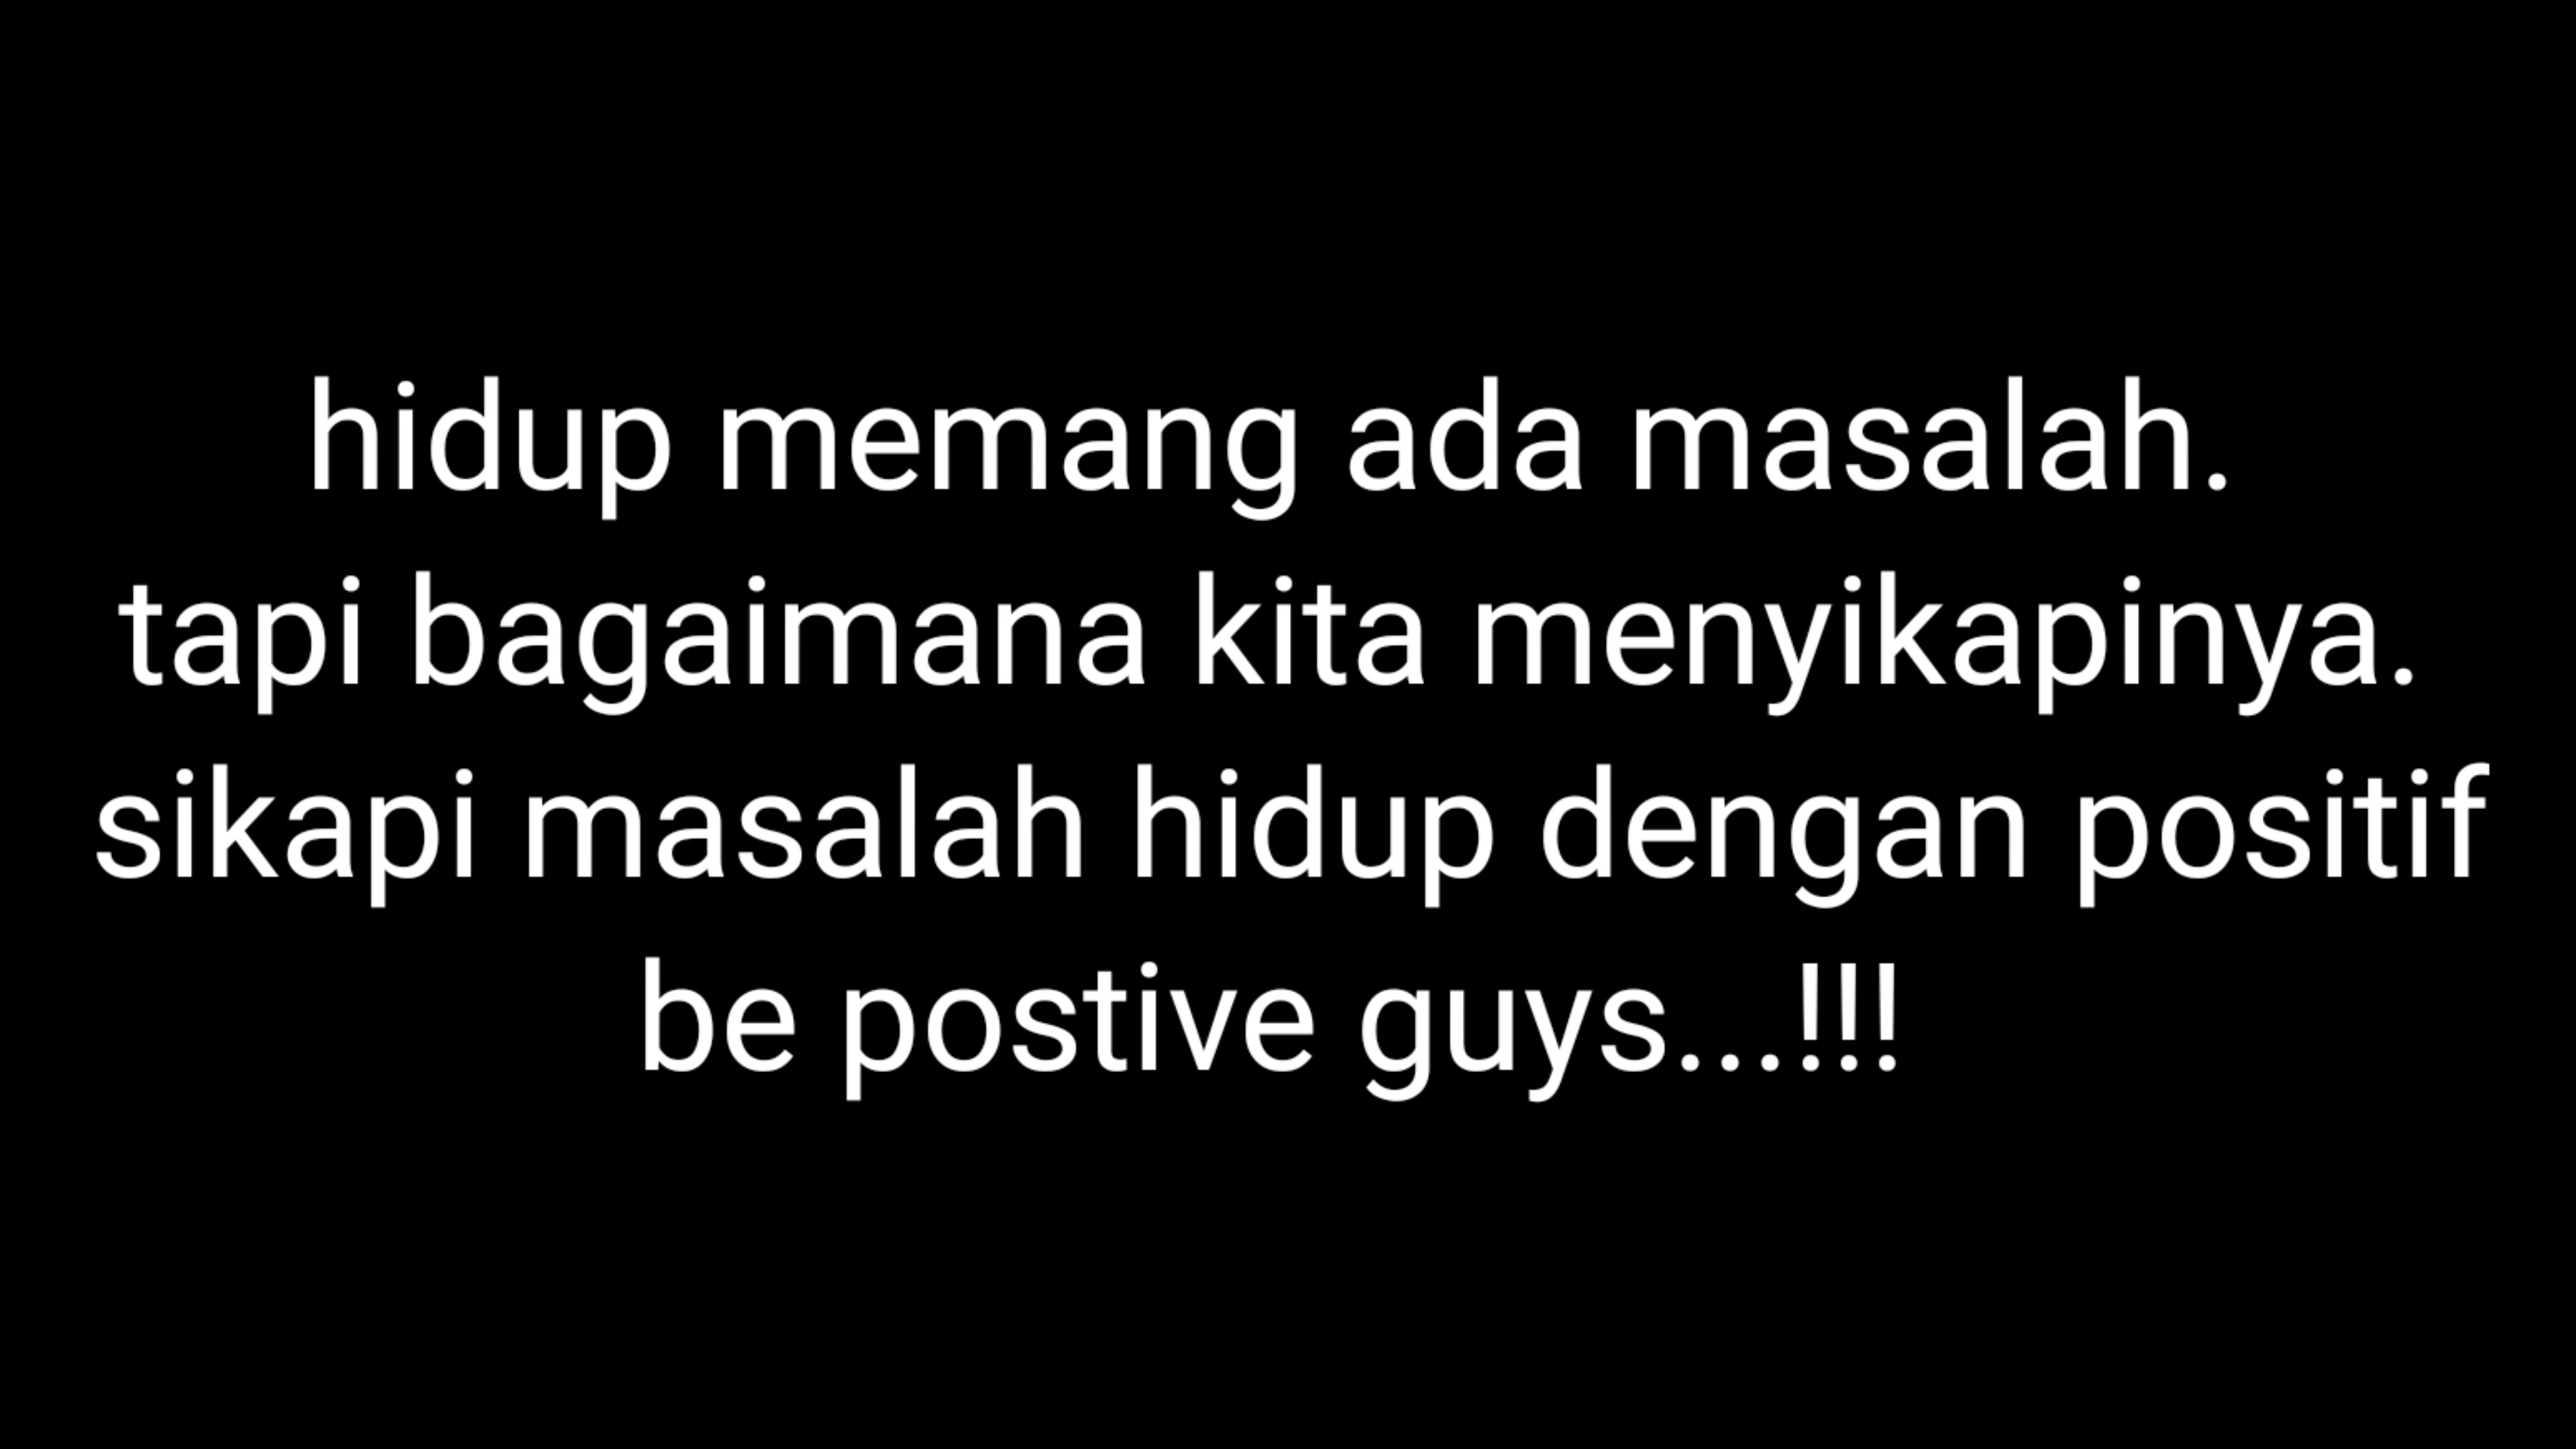 hidup memang ada masalah.
tapi bagaimana kita menyikapinya.
sikapi masalah hidup dengan positif
be postive guys...!!!